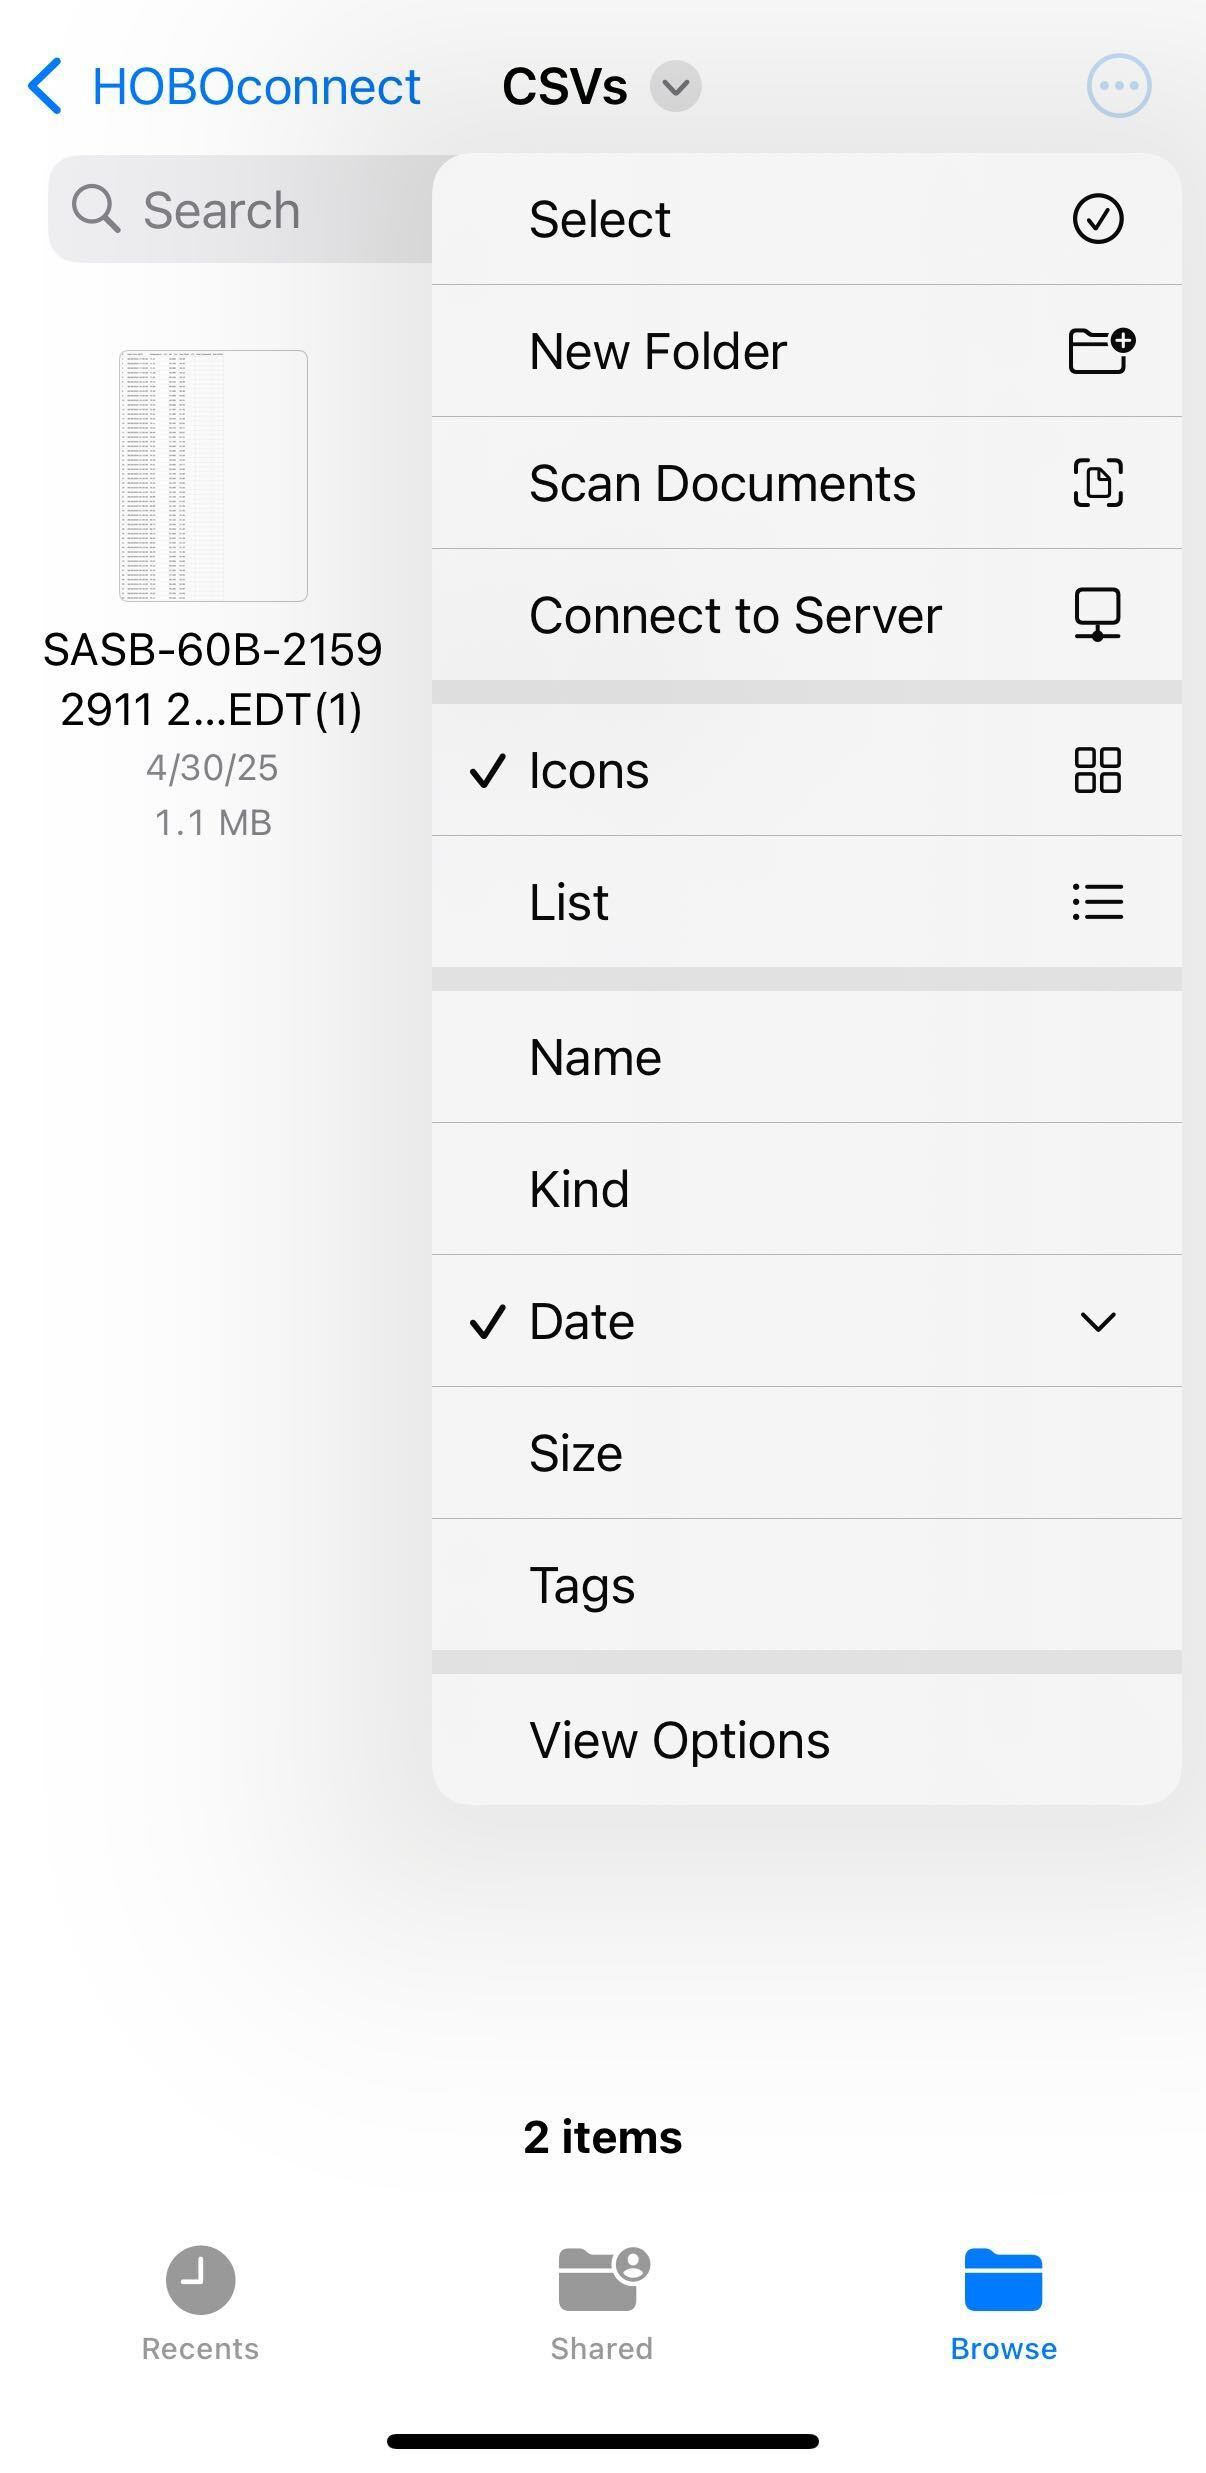 HOBOconnect
CSVs
Search
Select
New Folder
Scan Documents
Connect to Server
SASB-60B-2159
2911 2...EDT(1)
4/30/25
1.1 MB
Icons
List
Name
Kind
Date
Size
Tags
View Options
2 items
Recents
Shared
Browse